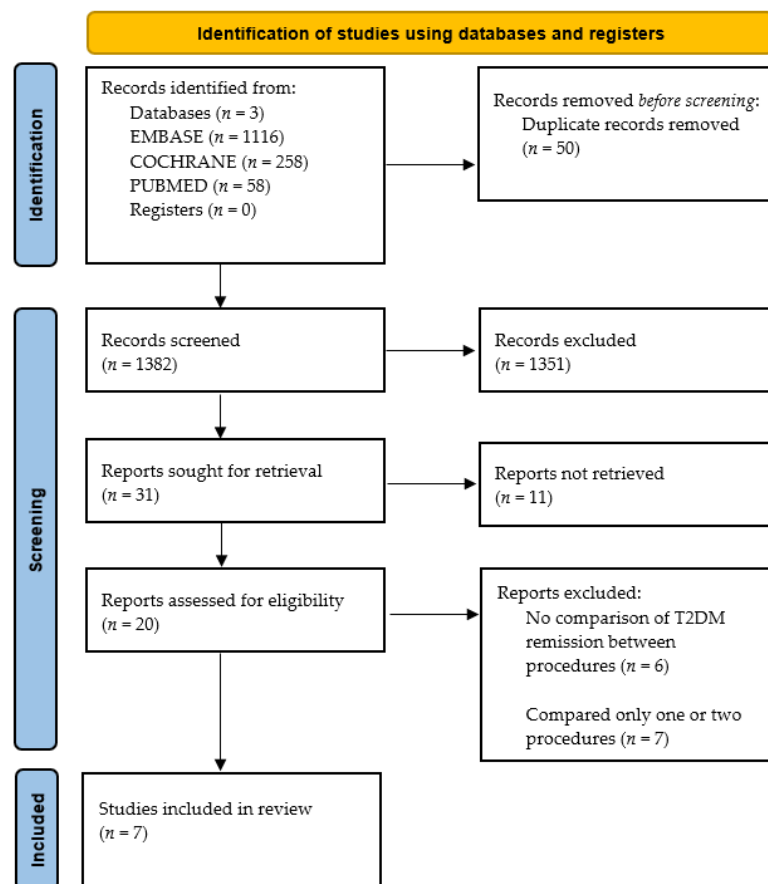 Identification of studies using databases and registers
Identification
Records identified from:
Databases (n = 3)
EMBASE (n = 1116)
COCHRANE (n = 258)
PUBMED (n = 58)
Registers (n = 0)
Records removed before screening:
Duplicate records removed
(n = 50)
Screening
Records screened
(n = 1382)
Records excluded
(n = 1351)
Reports sought for retrieval
(n = 31)
Reports not retrieved
(n = 11)
Reports assessed for eligibility
(n = 20)
Reports excluded:
No comparison of T2DM
remission between
procedures (n = 6)
Compared only one or two
procedures (n = 7)
Included
Studies included in review
(n = 7)